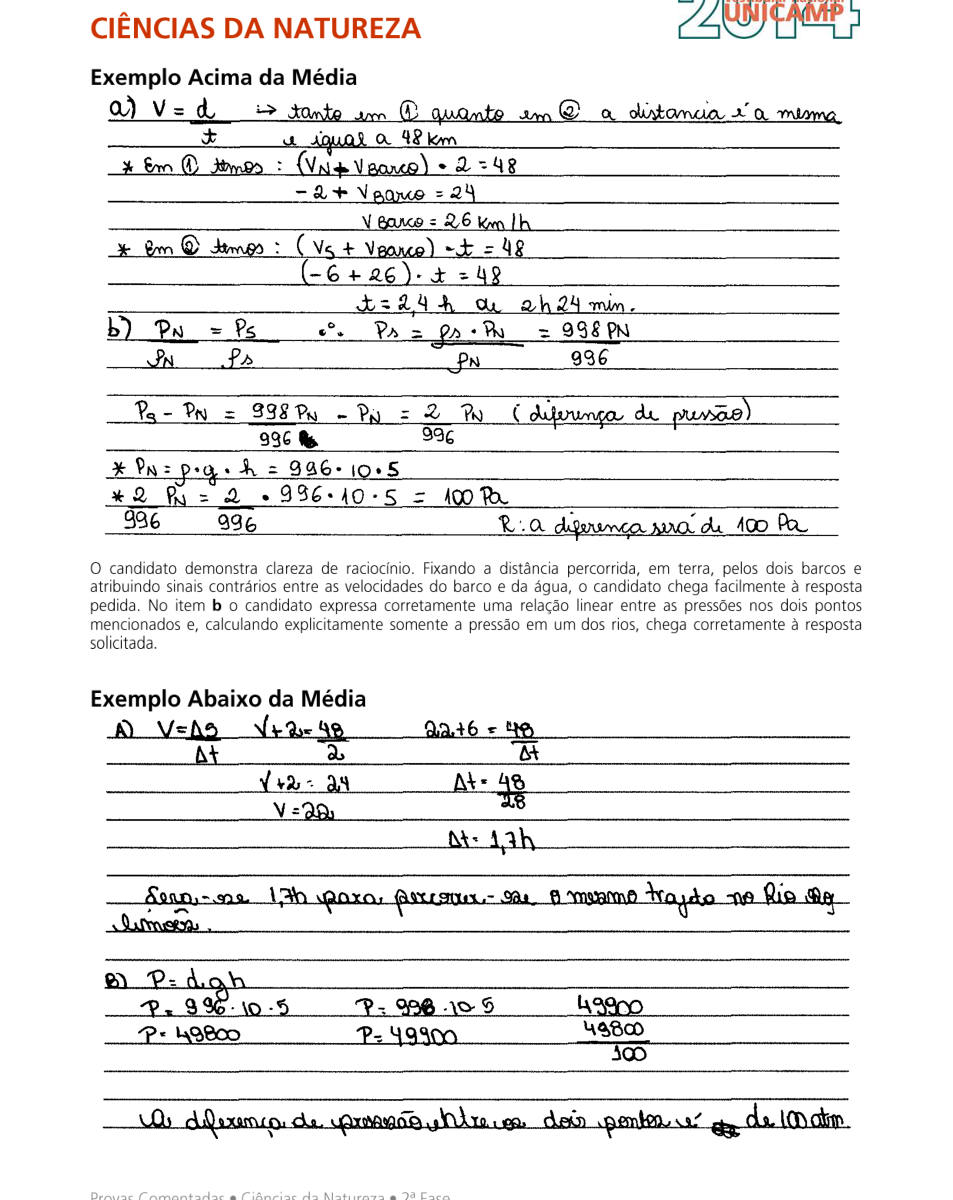 CIÊNCIAS DA NATUREZA
2014
UNICAMP
Exemplo Acima da Média
a) V = d/t ↦ tanto em ① quanto em ② a distancia é a mesma
e igual a 48 km
* Em ① temos : (VN + VBarco) • 2 = 48
- 2 + VBarco = 24
VBarco = 26 km/h
* Em ② temos : (VS + VBarco) • t = 48
(-6 + 26) • t = 48
t = 2,4 h ou 2h 24 min.
b) PN/ρN = PS/ρs ∴ Ps = ρs • PN/ρN = 998 PN/996
Ps - PN = 998 PN/996 - PN = 2/996 PN (diferença de pressão)
* PN = ρ • g • h = 996 • 10 • 5
* 2/996 PN = 2/996 • 996 • 10 • 5 = 100 Pa
R: a diferença será de 100 Pa
O candidato demonstra clareza de raciocínio. Fixando a distância percorrida, em terra, pelos dois barcos e
atribuindo sinais contrários entre as velocidades do barco e da água, o candidato chega facilmente à resposta
pedida. No item b o candidato expressa corretamente uma relação linear entre as pressões nos dois pontos
mencionados e, calculando explicitamente somente a pressão em um dos rios, chega corretamente à resposta
solicitada.
Exemplo Abaixo da Média
A) V = ΔS/Δt V+2 = 48/2 22+6 = 48/Δt
V+2 = 24 Δt = 48/28
V = 22
Δt = 1,7h
1,7h para percorrer-se o mesmo trajeto no Rio
B) P = d.g h
P = 996 . 10 . 5 P = 998 . 10 . 5 49900
P = 49800 P = 49900 49800
100
A diferença de pressão entre os dois pontos é de 100 atm
Provas Comentadas • Ciências da Natureza • 2ª Fase